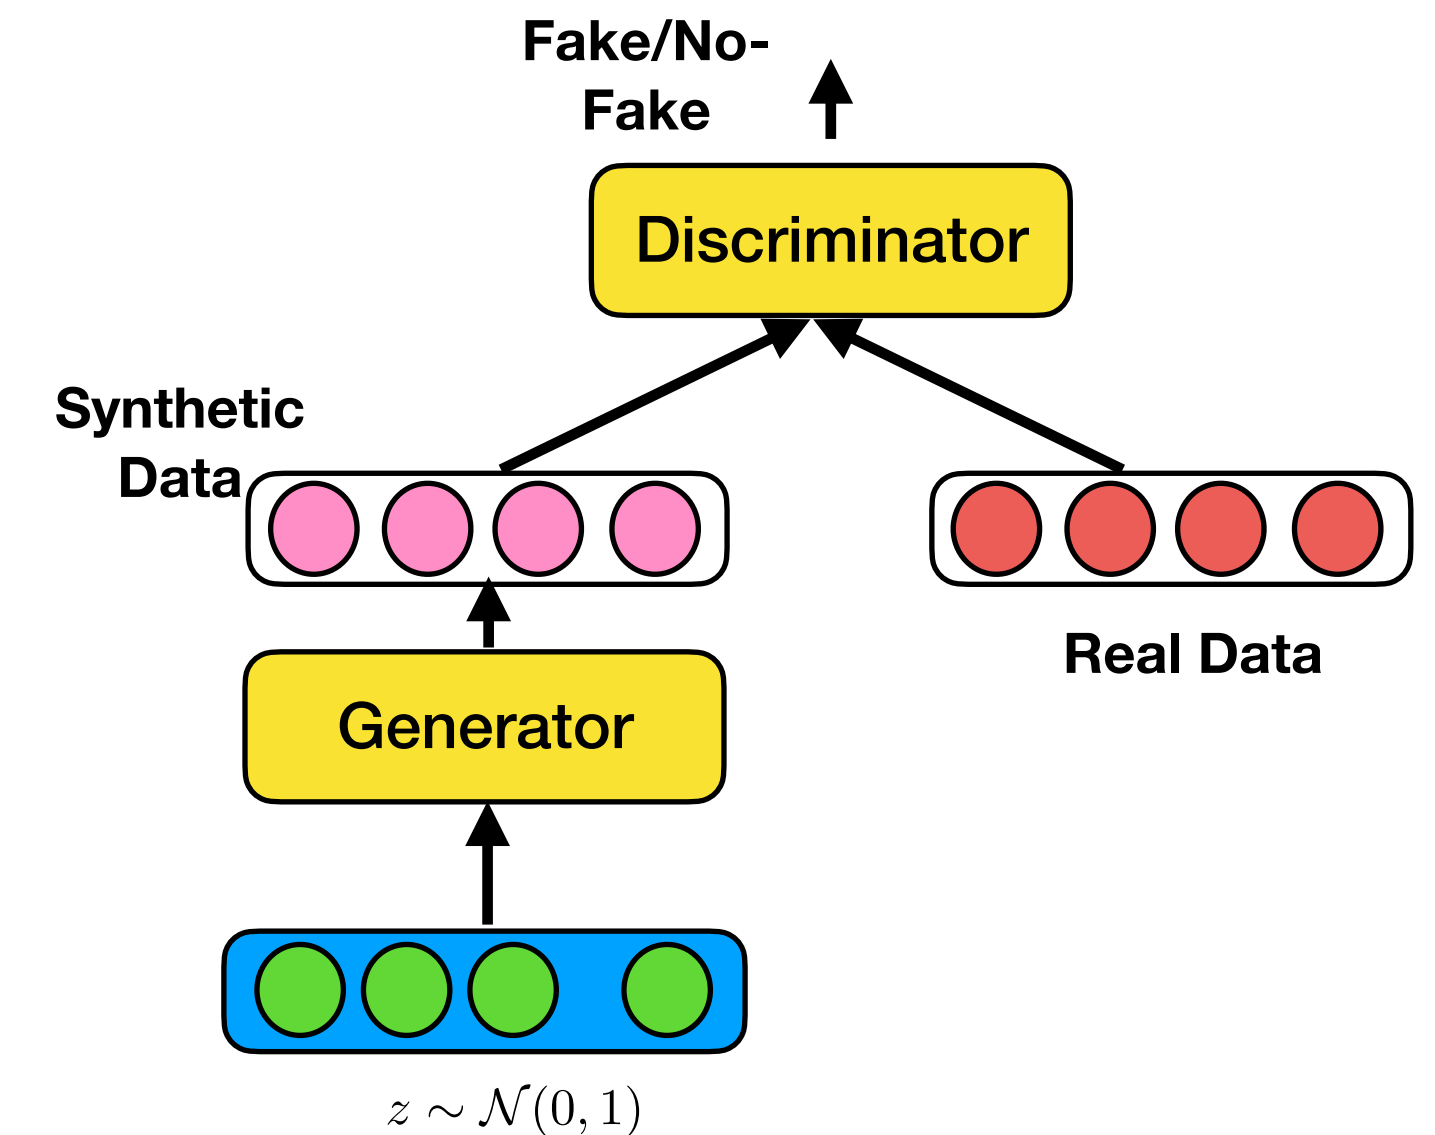 Fake/No-
Fake
Discriminator
Synthetic
Data
Real Data
Generator
z ∼ 𝒩(0, 1)